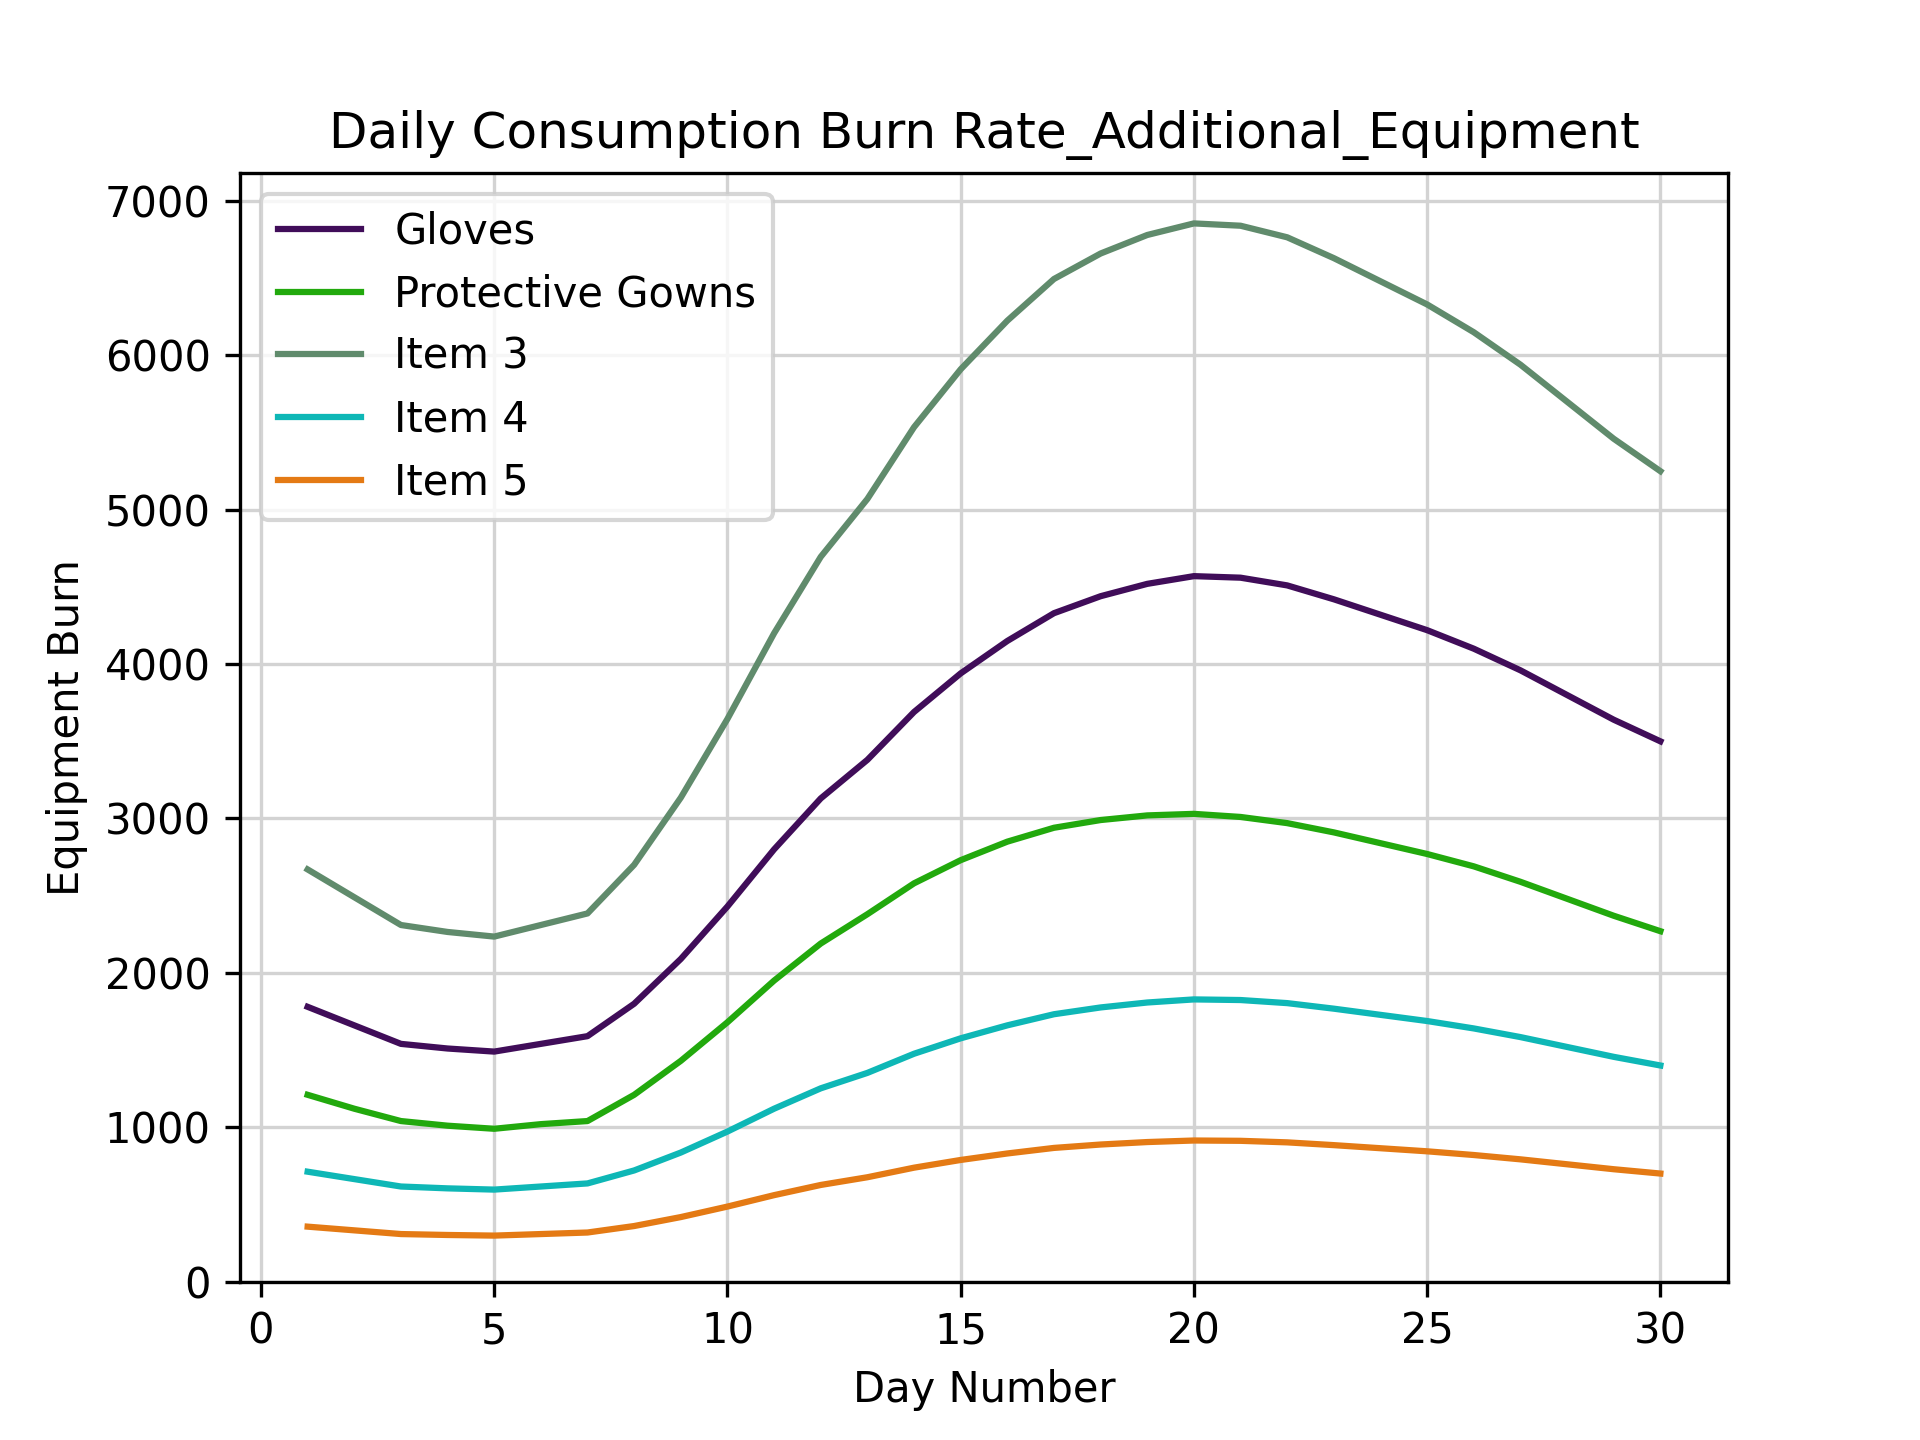 Daily Consumption Burn Rate_Additional_Equipment
7000
6000
5000
4000
3000
2000
1000
0
Equipment Burn
Gloves
Protective Gowns
Item 3
Item 4
Item 5
0 5 10 15 20 25 30
Day Number